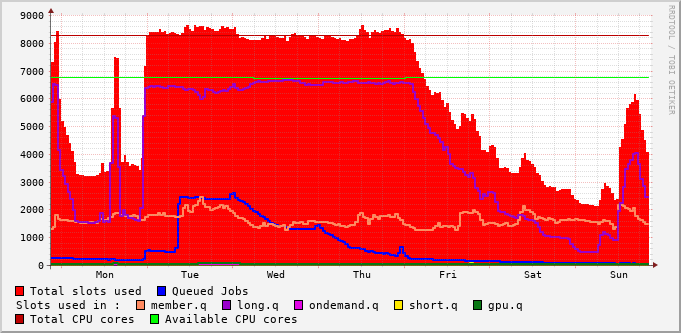 9000
8000
7000
6000
5000
4000
3000
2000
1000
0
Mon Tue Wed Thu Fri Sat Sun
RRDTOOL / TOBI OETIKER
Total slots used Queued Jobs
Slots used in : member.q long.q ondemand.q short.q gpu.q
Total CPU cores Available CPU cores